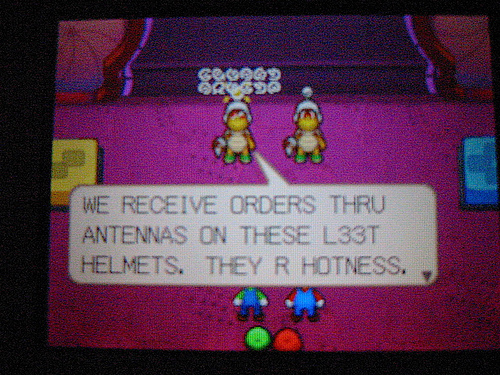 WE RECEIVE ORDERS THRU
ANTENNAS ON THESE L33T
HELMETS. THEY R HOTNESS.